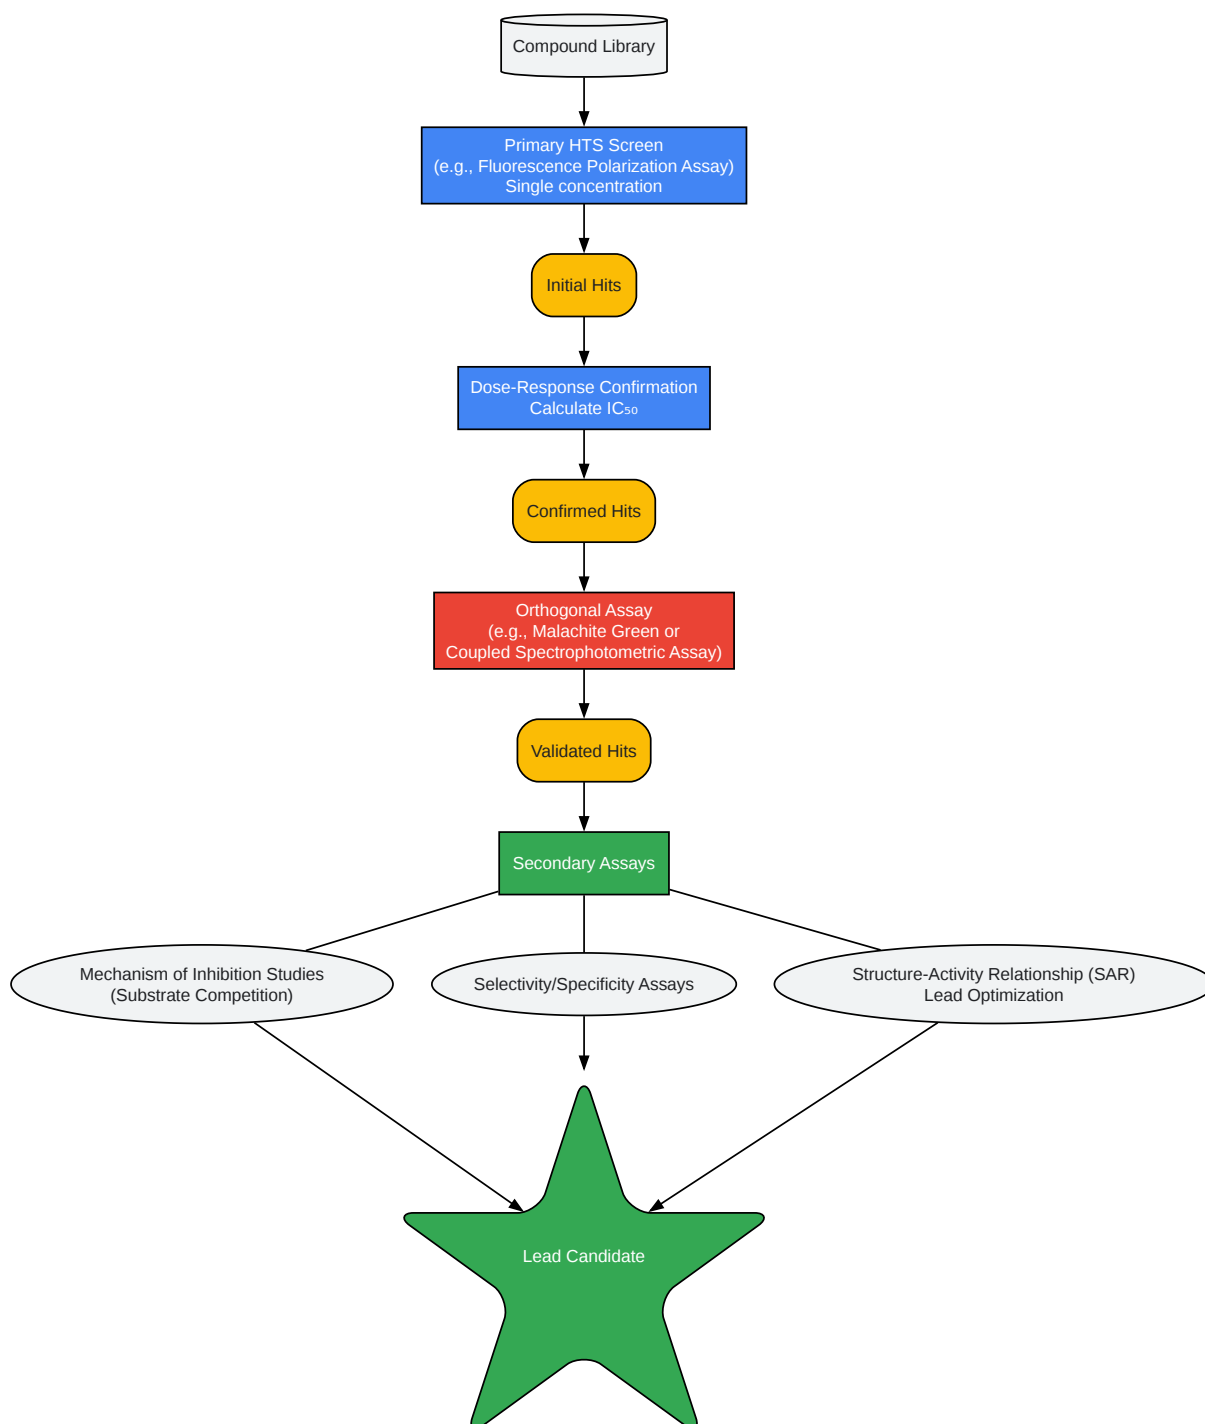 Compound Library
Primary HTS Screen
(e.g., Fluorescence Polarization Assay)
Single concentration
Initial Hits
Dose-Response Confirmation
Calculate IC₅₀
Confirmed Hits
Orthogonal Assay
(e.g., Malachite Green or
Coupled Spectrophotometric Assay)
Validated Hits
Secondary Assays
Mechanism of Inhibition Studies
(Substrate Competition)
Selectivity/Specificity Assays
Structure-Activity Relationship (SAR)
Lead Optimization
Lead Candidate